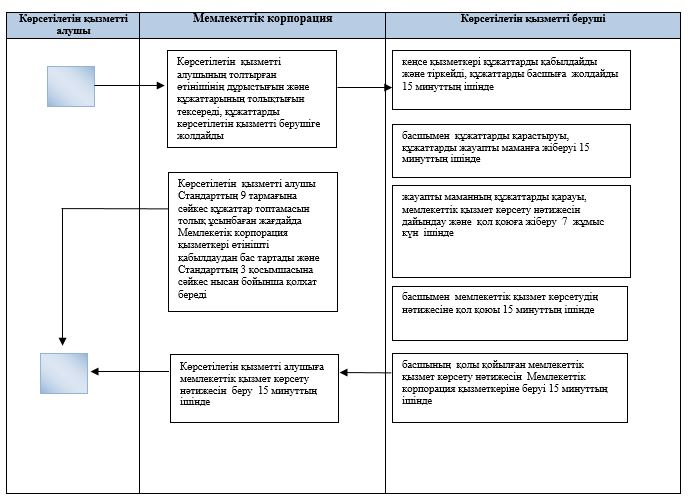 Көрсетілетін қызметті
алушы
Мемлекеттік корпорация
Көрсетілетін қызметті беруші
Көрсетілетін қызметті
алушының толтырған
өтінішінің дұрыстығын және
құжаттарының толықтығын
тексереді, құжаттарды
көрсетілетін қызметті берушіге
жолдайды
кеңсе қызметкері құжаттарды қабылдайды
және тіркейді, құжаттарды басшыға жолдайды
15 минуттың ішінде
басшымен құжаттарды қарастыруы,
құжаттарды жауапты маманға жіберуі 15
минуттың ішінде
Көрсетілетін қызметті алушы
Стандарттың 9 тармағына
сәйкес құжаттар топтамасын
толық ұсынбаған жағдайда
Мемлекетік корпорация
қызметкері өтінішті
қабылдаудан бас тартады және
Стандарттың 3 қосымшасына
сәйкес нысан бойынша қолхат
береді
жауапты маманның құжаттарды қарауы,
мемлекеттік қызмет көрсету нәтижесін
дайындау және қол қоюға жіберу 7 жұмыс
күн ішінде
басшымен мемлекеттік қызмет көрсетудің
нәтижесіне қол қоюы 15 минуттың ішінде
Көрсетілетін қызметті алушыға
мемлекеттік қызмет көрсету
нәтижесін беру 15 минуттың
ішінде
басшының қолы қойылған мемлекеттік
қызмет көрсету нәтижесін Мемлекеттік
корпорация қызметкеріне беруі 15 минуттың
ішінде